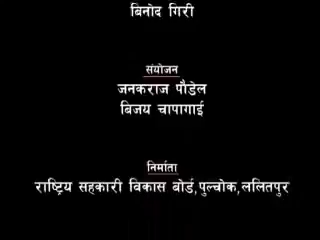 बिनोद गिरी
संयोजन
जनकराज पौडेल
बिजय चापागाई
निर्माता
राष्ट्रिय सहकारी विकास बोर्ड,पुल्चोक,ललितपुर